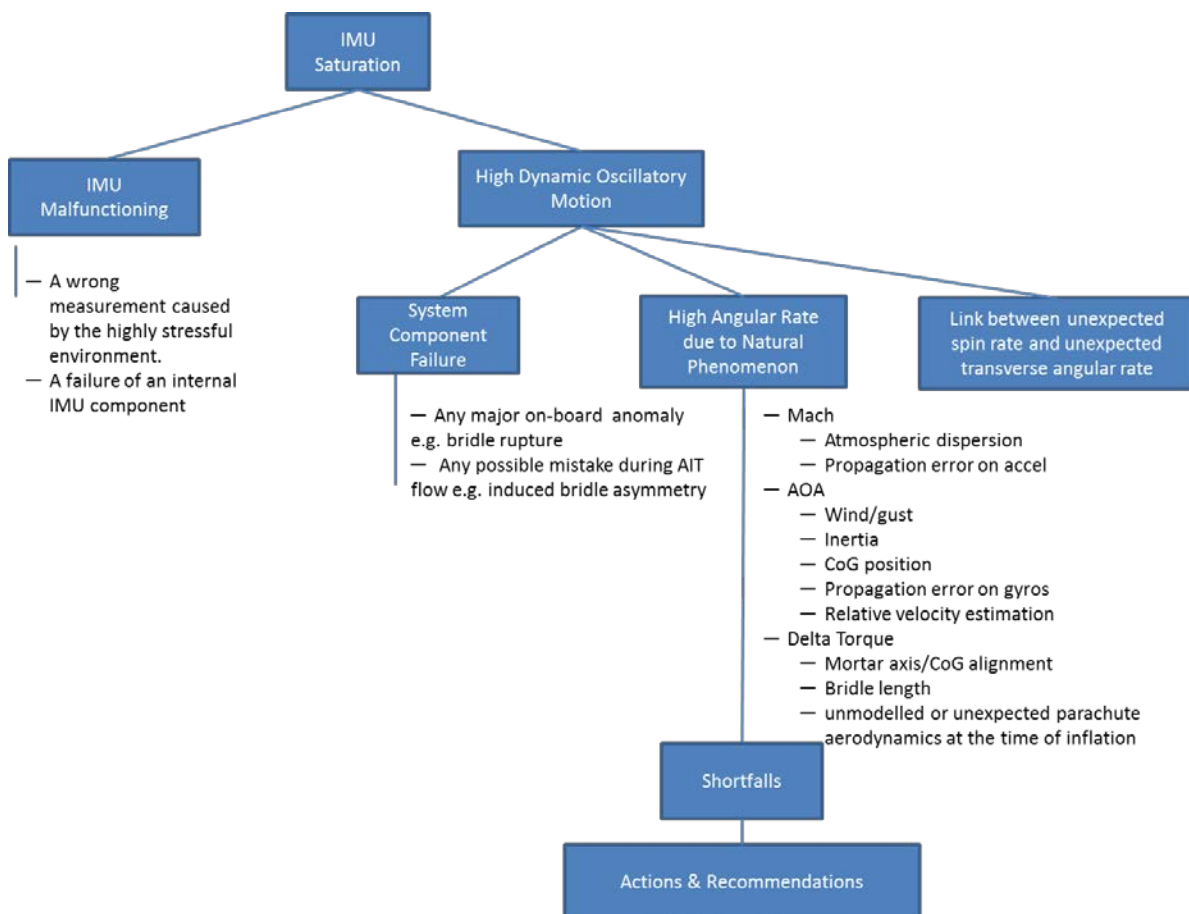 IMU
Saturation
IMU
Malfunctioning
High Dynamic Oscillatory
Motion
— A wrong
measurement caused
by the highly stressful
environment.
— A failure of an internal
IMU component
System
Component
Failure
High Angular Rate
due to Natural
Phenomenon
Link between unexpected
spin rate and unexpected
transverse angular rate
— Any major on-board anomaly
e.g. bridle rupture
— Any possible mistake during AIT
flow e.g. induced bridle asymmetry
— Mach
— Atmospheric dispersion
— Propagation error on accel
— AOA
— Wind/gust
— Inertia
— CoG position
— Propagation error on gyros
— Relative velocity estimation
— Delta Torque
— Mortar axis/CoG alignment
— Bridle length
— unmodelled or unexpected parachute
aerodynamics at the time of inflation
Shortfalls
Actions & Recommendations